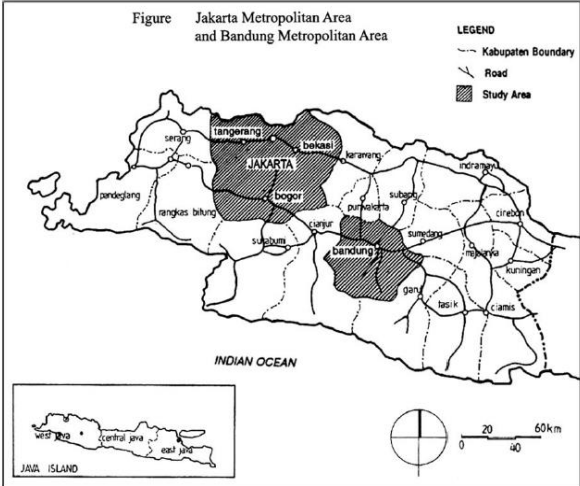 Figure Jakarta Metropolitan Area
and Bandung Metropolitan Area
LEGEND
Kabupaten Boundary
Road
Study Area
tangerang
bekasi
serang
JAKARTA
karawang
indramayu
pandeglang
bogor
subang
purwakarta
cirebon
rangkas bitung
cianjur
sumedang
sukabumi
bandung
majalengka
kuningan
garut
tasik
ciamis
INDIAN OCEAN
west java
central java
east java
JAVA ISLAND
20 60km
0 40